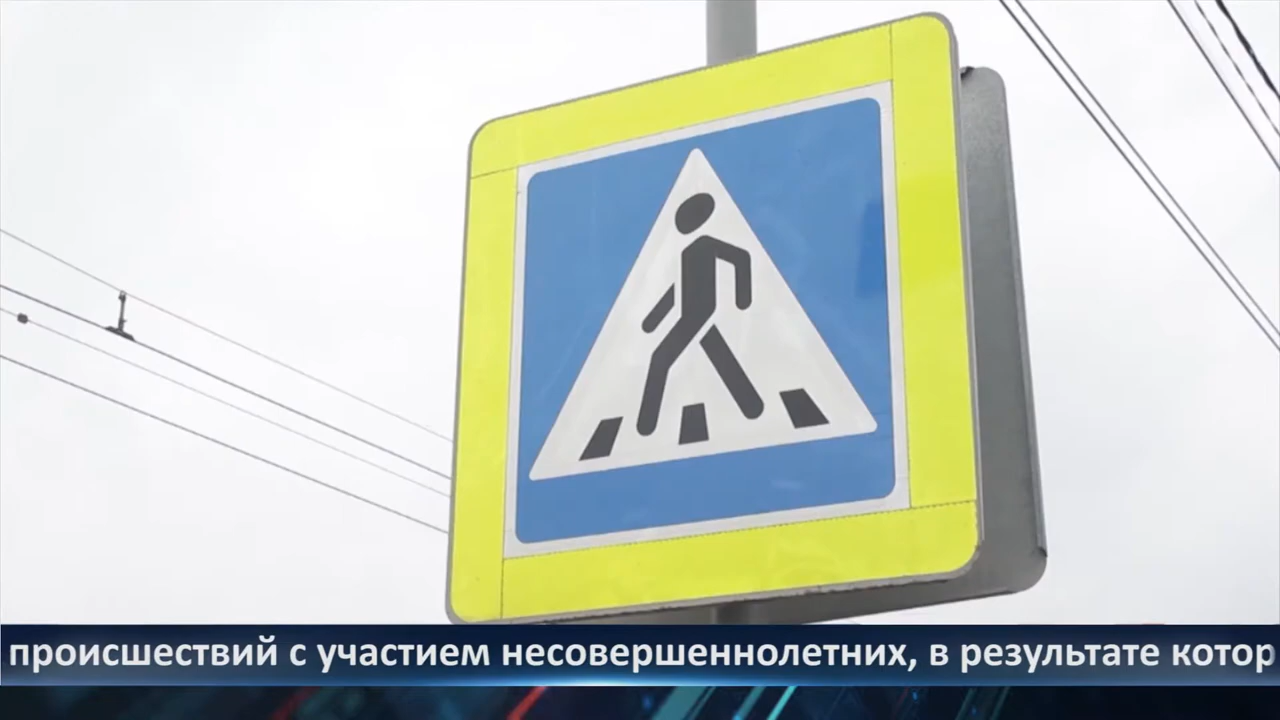 происшествий с участием несовершеннолетних, в результате котор